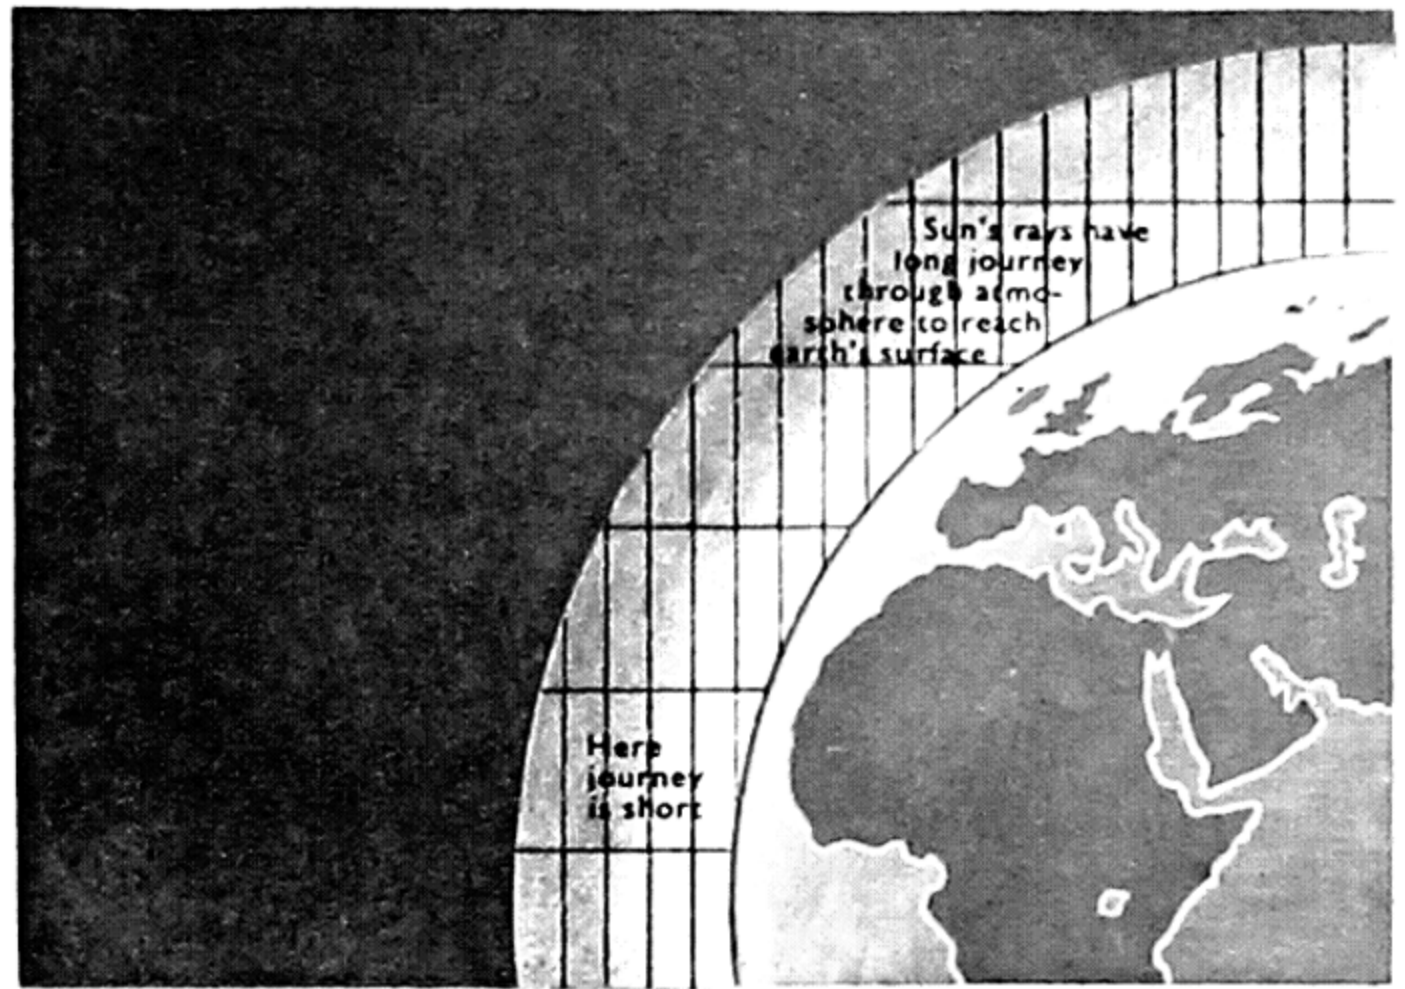 Sun's rays have
long journey
through atmo-
sphere to reach
earth's surface
Here
journey
is short